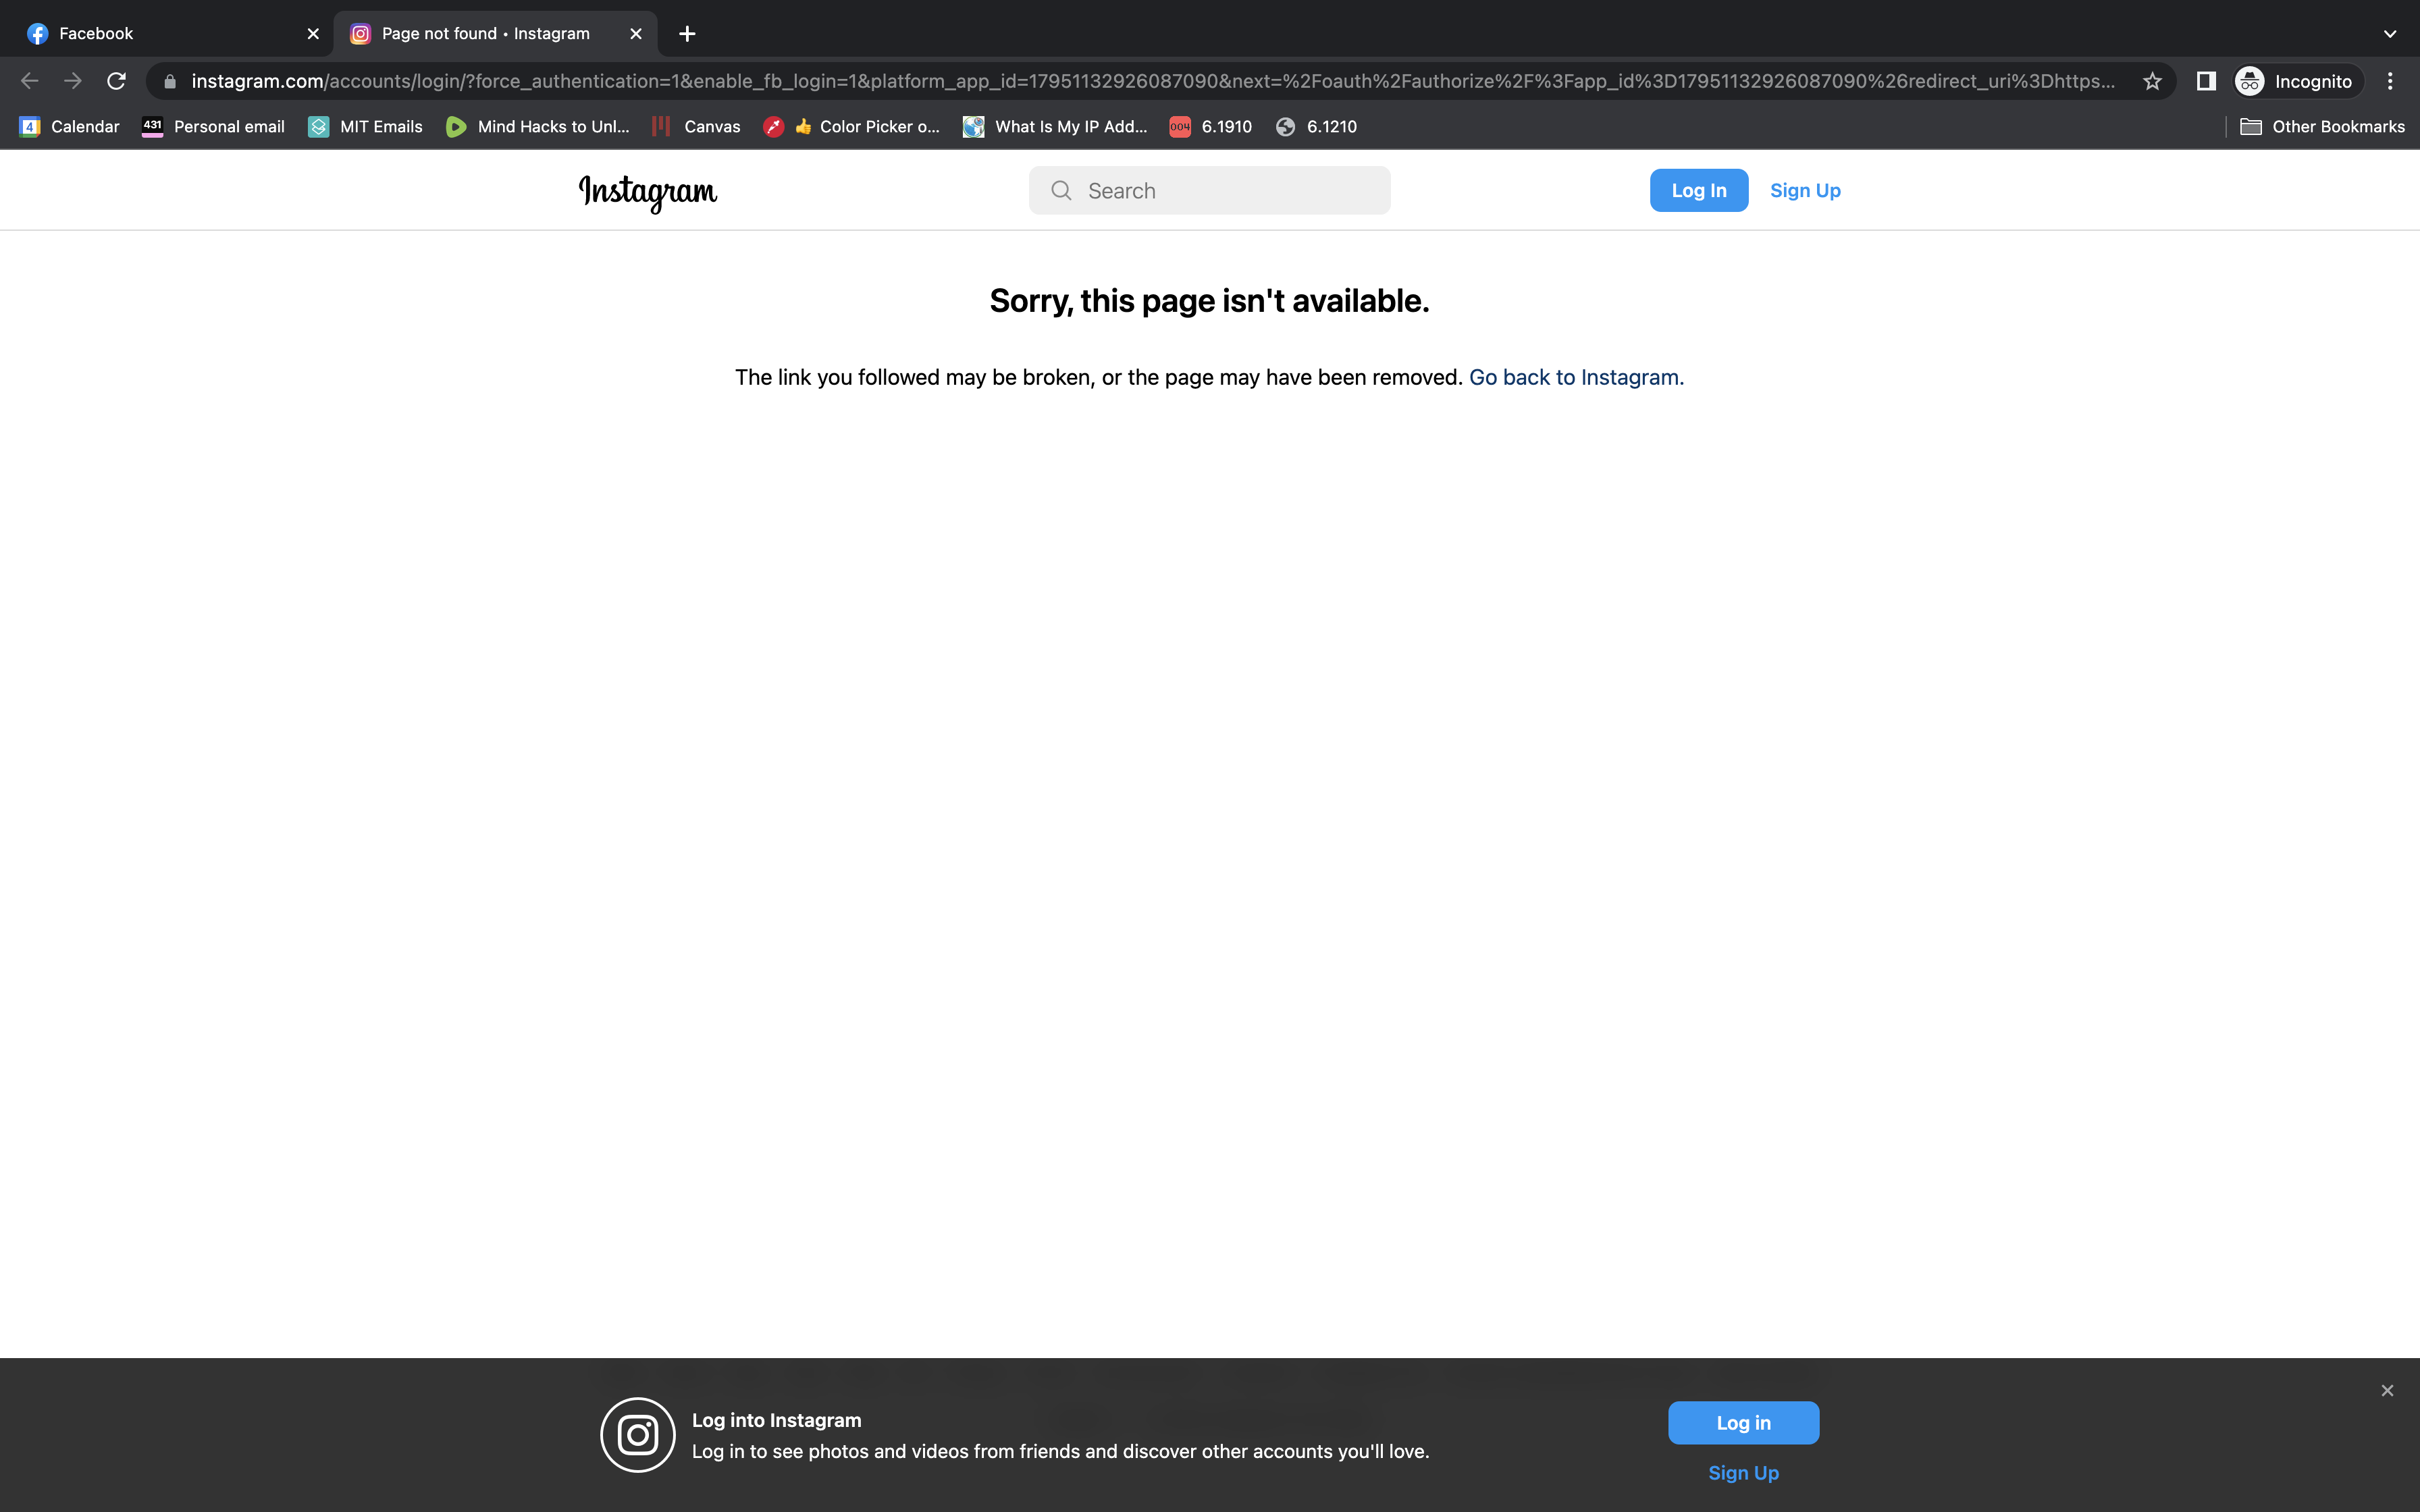 Facebook
Page not found • Instagram
instagram.com/accounts/login/?force_authentication=1&enable_fb_login=1&platform_app_id=17951132926087090&next=%2Foauth%2Fauthorize%2F%3Fapp_id%3D17951132926087090%26redirect_uri%3Dhttps...
Incognito
4 Calendar 431 Personal email MIT Emails Mind Hacks to Unl... Canvas 👍 Color Picker o... What Is My IP Add... 004 6.1910 6.1210 Other Bookmarks
Instagram Search Log In Sign Up
Sorry, this page isn't available.
The link you followed may be broken, or the page may have been removed. Go back to Instagram.
Log into Instagram
Log in to see photos and videos from friends and discover other accounts you'll love.
Log in
Sign Up